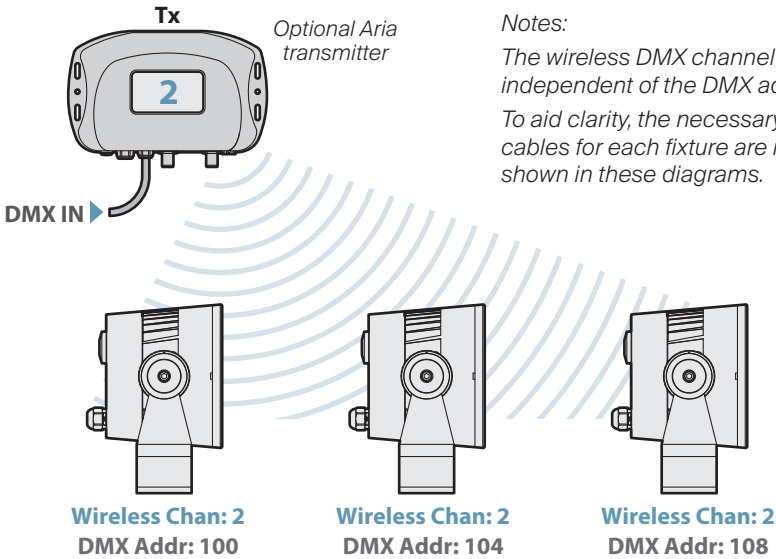 Tx
Optional Aria
transmitter
2
DMX IN
Notes:
The wireless DMX channel
independent of the DMX
To aid clarity, the necessary
cables for each fixture are
shown in these diagrams.
Wireless Chan: 2
DMX Addr: 100
Wireless Chan: 2
DMX Addr: 104
Wireless Chan: 2
DMX Addr: 108